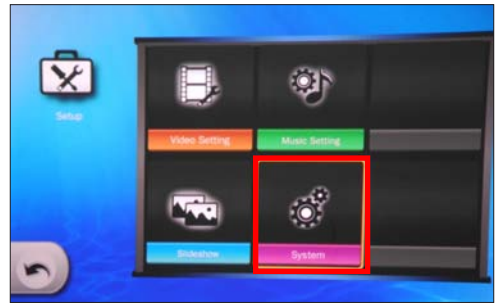 Setup
Video Setting
Music Setting
Slideshow
System